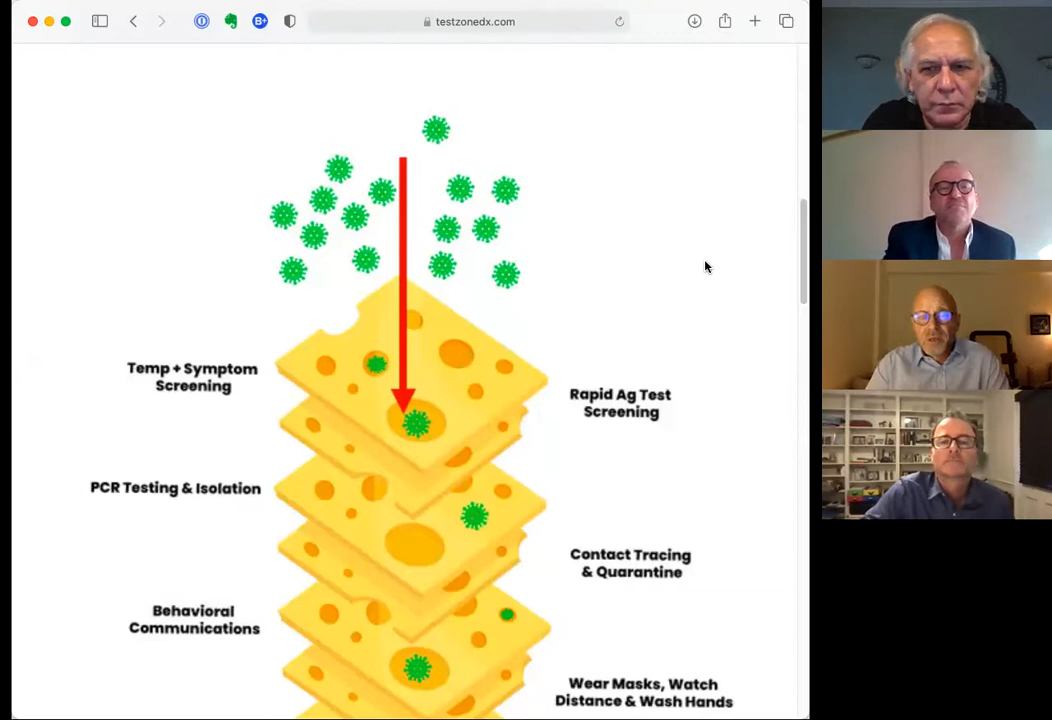 testzonedx.com
Temp + Symptom
Screening
Rapid Ag Test
Screening
PCR Testing & Isolation
Contact Tracing
& Quarantine
Behavioral
Communications
Wear Masks, Watch
Distance & Wash Hands